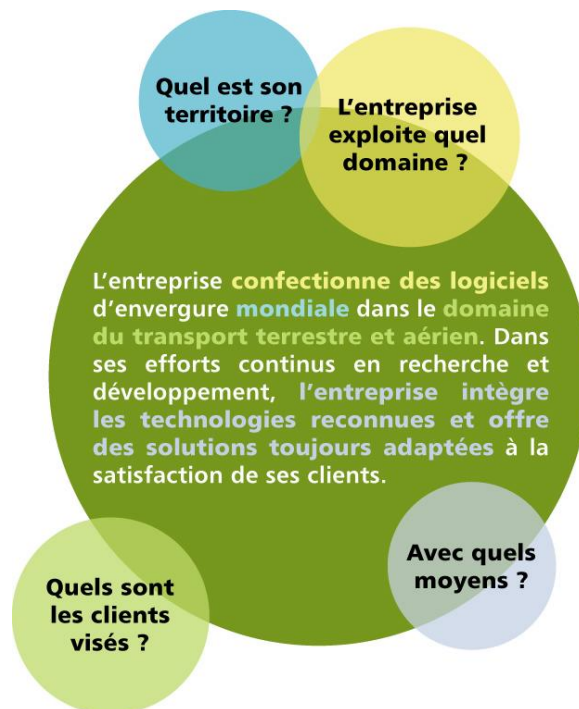 Quel est son
territoire ?
L'entreprise
exploite quel
domaine ?
L'entreprise confectionne des logiciels
d'envergure mondiale dans le domaine
du transport terrestre et aérien. Dans
ses efforts continus en recherche et
développement, l'entreprise intègre
les technologies reconnues et offre
des solutions toujours adaptées à la
satisfaction de ses clients.
Avec quels
moyens ?
Quels sont
les clients
visés ?